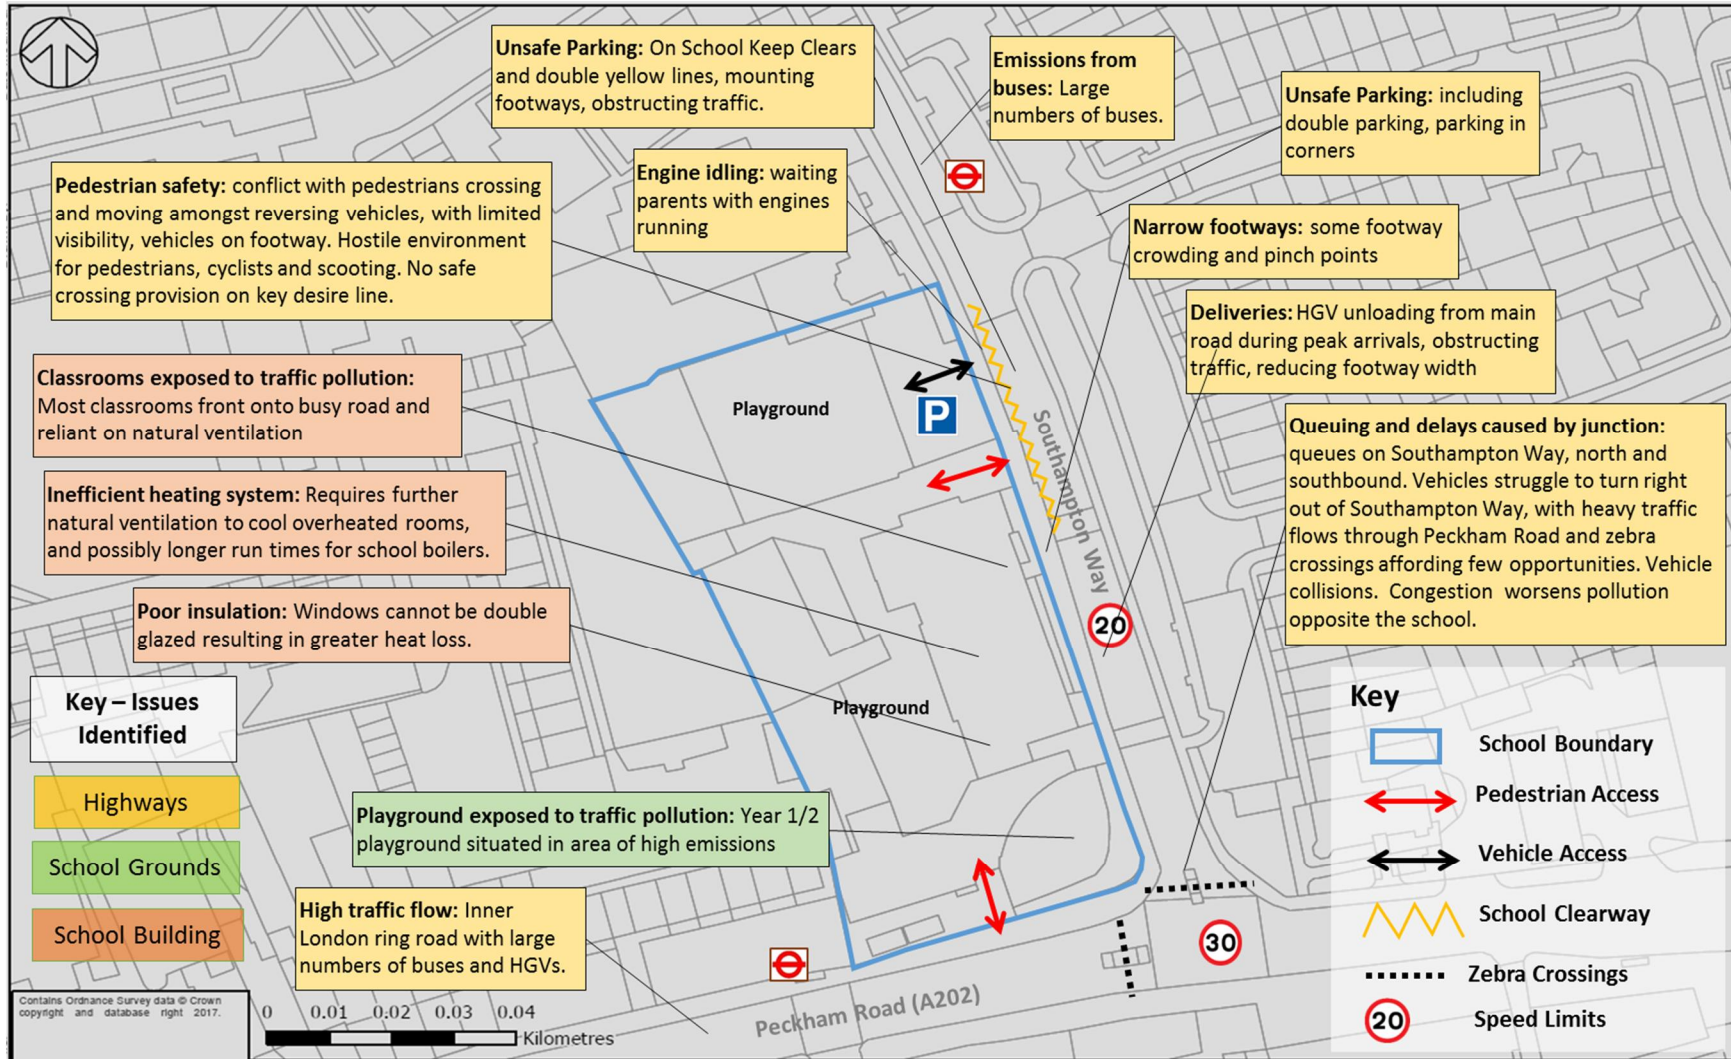 Unsafe Parking: On School Keep Clears
and double yellow lines, mounting
footways, obstructing traffic.
Emissions from
buses: Large
numbers of buses.
Unsafe Parking: including
double parking, parking in
corners
Pedestrian safety: conflict with pedestrians crossing
and moving amongst reversing vehicles, with limited
visibility, vehicles on footway. Hostile environment
for pedestrians, cyclists and scooting. No safe
crossing provision on key desire line.
Engine idling: waiting
parents with engines
running
Narrow footways: some footway
crowding and pinch points
Deliveries: HGV unloading from main
road during peak arrivals, obstructing
traffic, reducing footway width
Classrooms exposed to traffic pollution:
Most classrooms front onto busy road and
reliant on natural ventilation
Playground
P
Southampton Way
Queuing and delays caused by junction:
queues on Southampton Way, north and
southbound. Vehicles struggle to turn right
out of Southampton Way, with heavy traffic
flows through Peckham Road and zebra
crossings affording few opportunities. Vehicle
collisions. Congestion worsens pollution
opposite the school.
Inefficient heating system: Requires further
natural ventilation to cool overheated rooms,
and possibly longer run times for school boilers.
Poor insulation: Windows cannot be double
glazed resulting in greater heat loss.
20
Playground
Key – Issues
Identified
Highways
School Grounds
School Building
Playground exposed to traffic pollution: Year 1/2
playground situated in area of high emissions
High traffic flow: Inner
London ring road with large
numbers of buses and HGVs.
30
Peckham Road (A202)
Key
School Boundary
Pedestrian Access
Vehicle Access
School Clearway
Zebra Crossings
20
Speed Limits
Contains Ordnance Survey data © Crown
copyright and database right 2017.
0 0.01 0.02 0.03 0.04
Kilometres